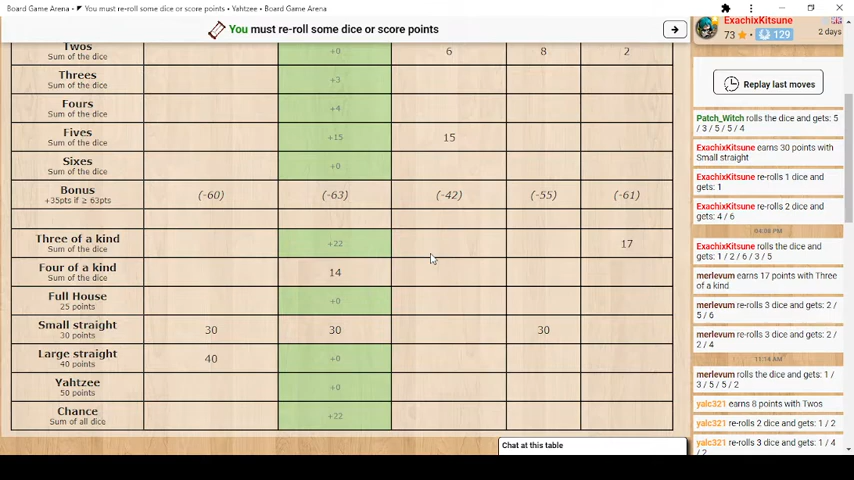 Board Game Arena • ◤ You must re-roll some dice or score points • Yahtzee • Board Game Arena
You must re-roll some dice or score points
ExachixKitsune
73 ★ • 129
2 days
Twos
Sum of the dice
+0 6 8 2
Threes
Sum of the dice
+3
Fours
Sum of the dice
+4
Fives
Sum of the dice
+15 15
Sixes
Sum of the dice
+0
Bonus
+35pts if ≥ 63pts
(-60) (-63) (-42) (-55) (-61)
Three of a kind
Sum of the dice
+22 17
Four of a kind
Sum of the dice
14
Full House
25 points
+0
Small straight
30 points
30 30 30
Large straight
40 points
40 +0
Yahtzee
50 points
+0
Chance
Sum of all dice
+22
Replay last moves
Patch_Witch rolls the dice and gets: 5
/ 3 / 5 / 5 / 4
ExachixKitsune earns 30 points with
Small straight
ExachixKitsune re-rolls 1 dice and
gets: 1
ExachixKitsune re-rolls 2 dice and
gets: 4 / 6
04:08 PM
ExachixKitsune rolls the dice and
gets: 1 / 2 / 6 / 3 / 5
merlevum earns 17 points with Three
of a kind
merlevum re-rolls 3 dice and gets: 2 /
5 / 6
merlevum re-rolls 3 dice and gets: 2 /
2 / 4
11:14 AM
merlevum rolls the dice and gets: 1 /
3 / 5 / 5 / 2
yalc321 earns 8 points with Twos
yalc321 re-rolls 2 dice and gets: 1 / 2
yalc321 re-rolls 3 dice and gets: 1 / 4
/ 2
Chat at this table